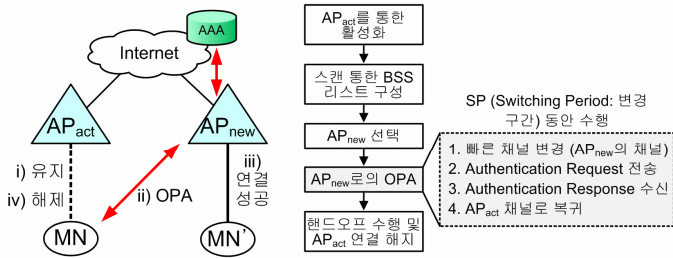 AAA
Internet
APact
APnew
i) 유지
iv) 해제
ii) OPA
iii)
연결
성공
MN
MN’
APact를 통한
활성화
스캔 통한 BSS
리스트 구성
APnew 선택
APnew로의 OPA
핸드오프 수행 및
APact 연결 해지
SP (Switching Period: 변경
구간) 동안 수행
1. 빠른 채널 변경 (APnew의 채널)
2. Authentication Request 전송
3. Authentication Response 수신
4. APact 채널로 복귀